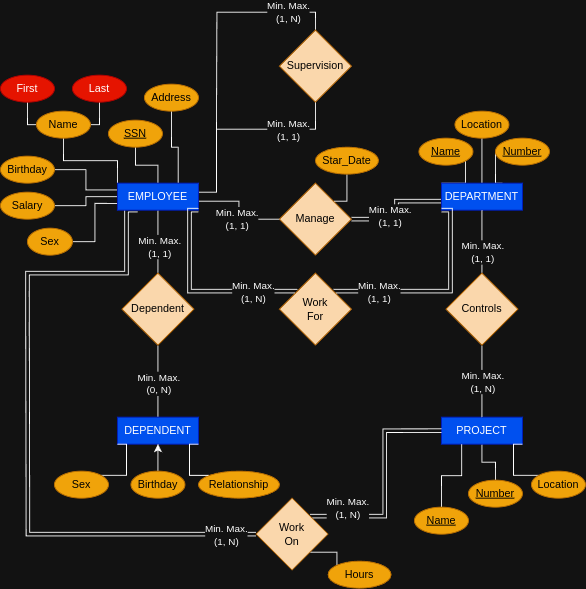 Min. Max.
(1, N)
Supervision
First
Last
Address
Name
SSN
Min. Max.
(1, 1)
Location
Name
Number
Star_Date
Birthday
EMPLOYEE
DEPARTMENT
Salary
Min. Max.
(1, 1)
Manage
Min. Max.
(1, 1)
Sex
Min. Max.
(1, 1)
Min. Max.
(1, 1)
Min. Max.
(1, N)
Work
For
Min. Max.
(1, 1)
Dependent
Controls
Min. Max.
(0, N)
Min. Max.
(1, N)
DEPENDENT
PROJECT
Sex
Birthday
Relationship
Location
Number
Name
Min. Max.
(1, N)
Min. Max.
(1, N)
Work
On
Hours